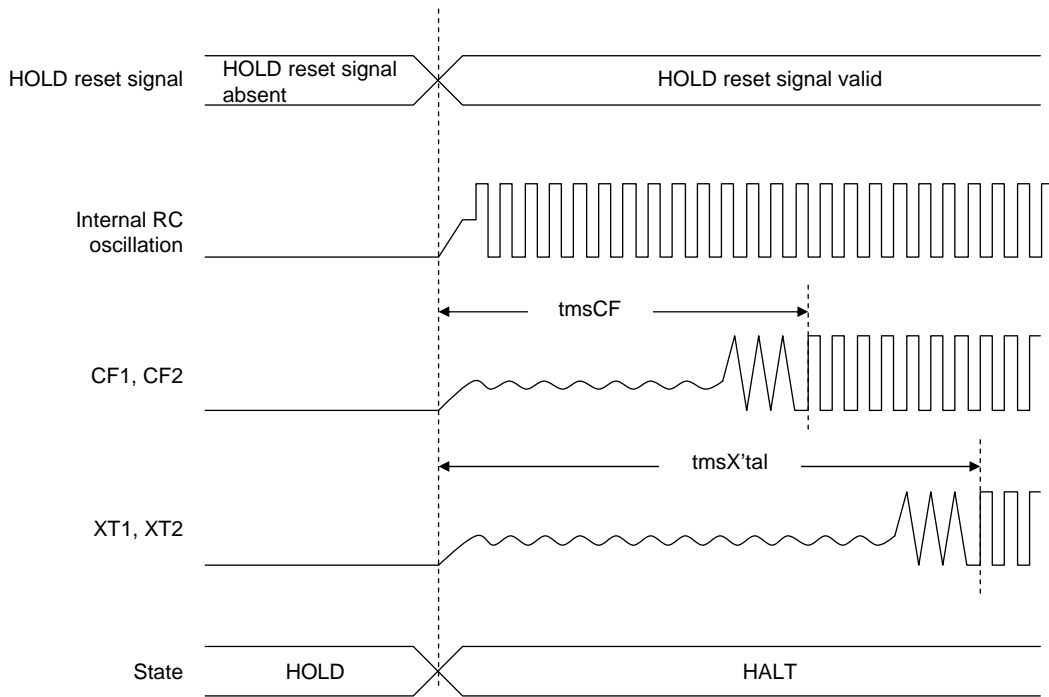 HOLD reset signal
HOLD reset signal
absent
HOLD reset signal valid
Internal RC
oscillation
tmsCF
CF1, CF2
tmsX’tal
XT1, XT2
State
HOLD
HALT